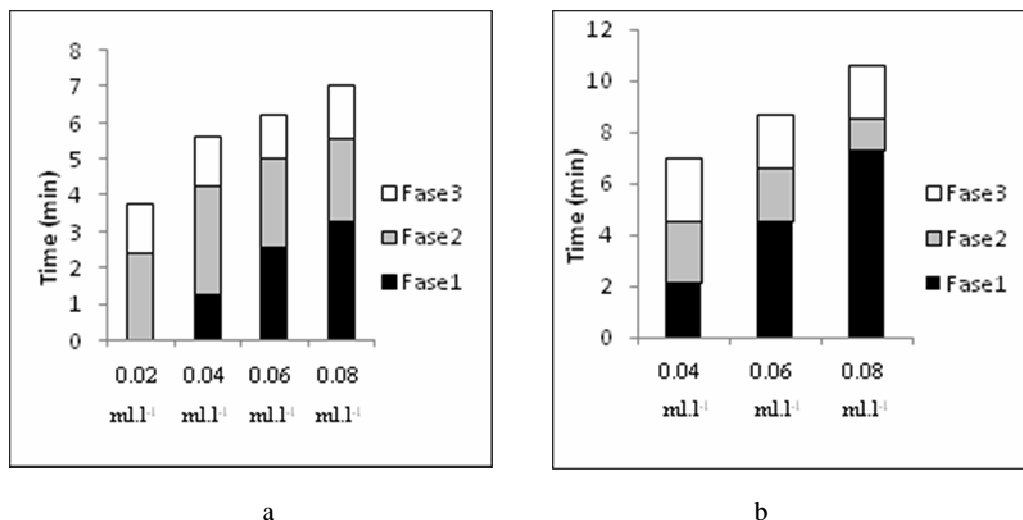 8
7
6
5
4
3
2
1
0
Time (min)
Fase3
Fase2
Fase1
0.02 0.04 0.06 0.08
ml.l⁻¹ ml.l⁻¹ ml.l⁻¹ ml.l⁻¹
a
12
10
8
6
4
2
0
Time (min)
Fase3
Fase2
Fase1
0.04 0.06 0.08
ml.l⁻¹ ml.l⁻¹ ml.l⁻¹
b